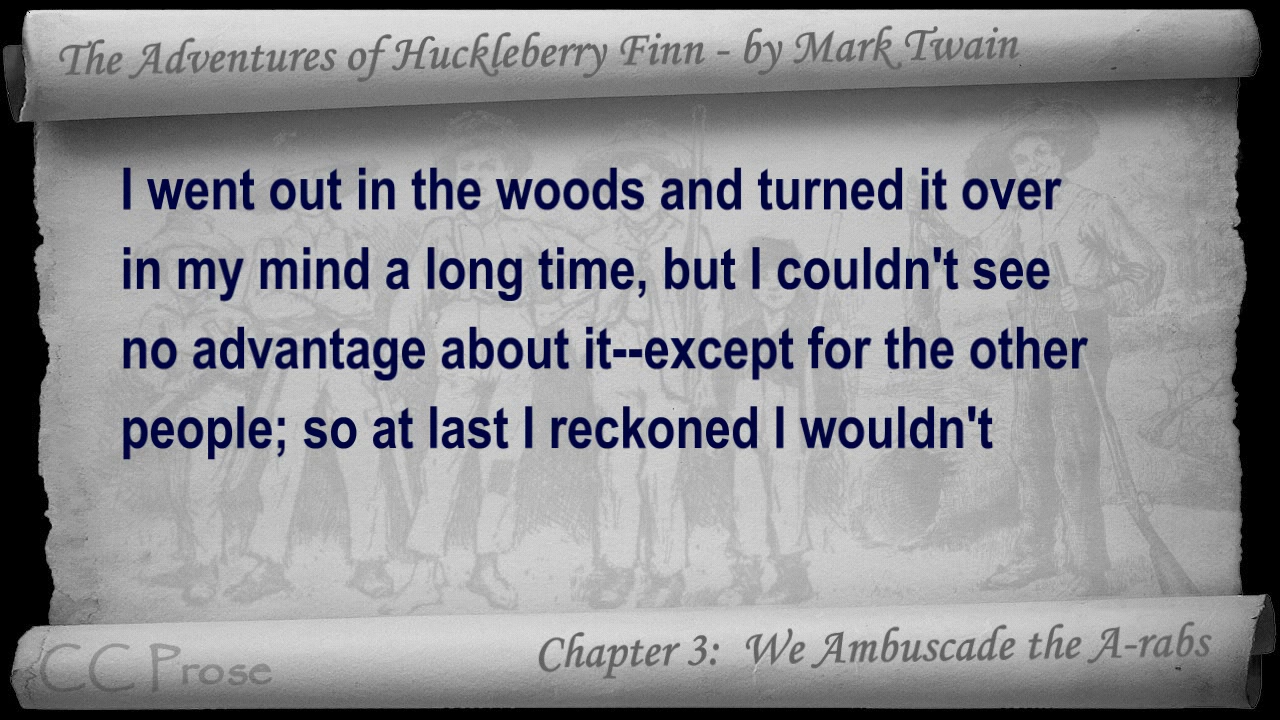 The Adventures of Huckleberry Finn - by Mark Twain
I went out in the woods and turned it over
in my mind a long time, but I couldn't see
no advantage about it--except for the other
people; so at last I reckoned I wouldn't
CC Prose
Chapter 3: We Ambuscade the A-rabs